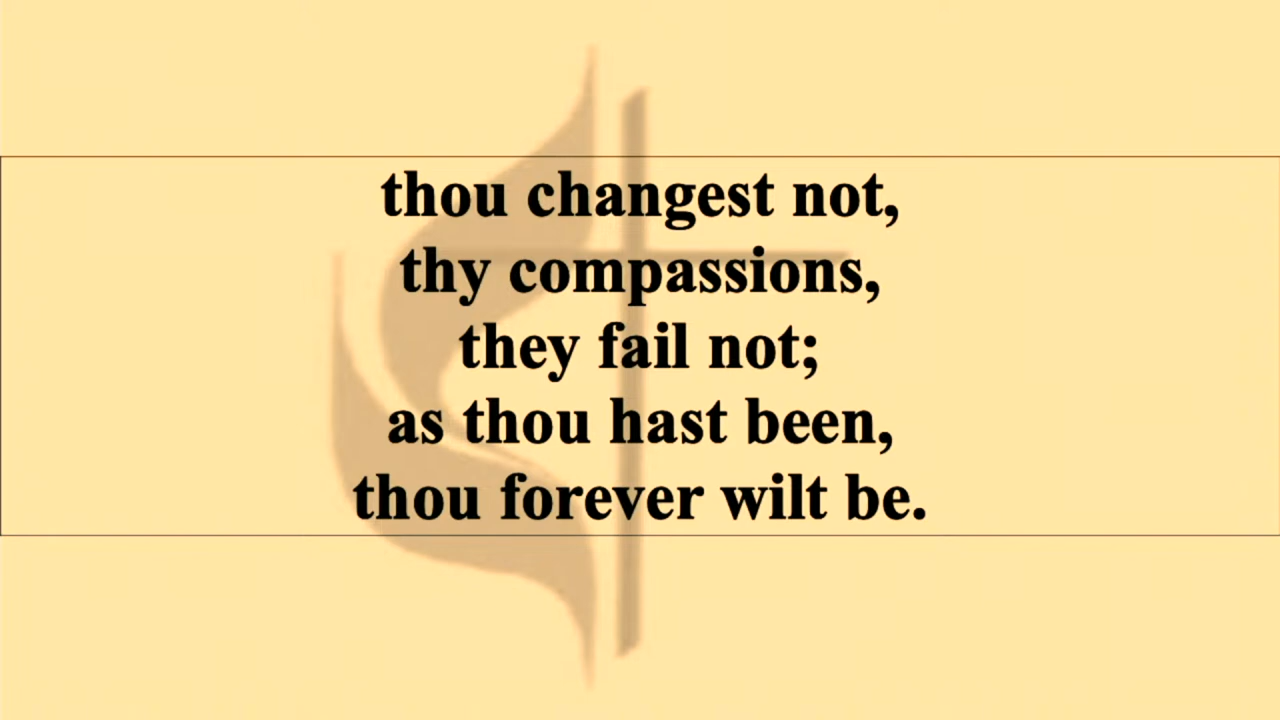 thou changest not,
thy compassions,
they fail not;
as thou hast been,
thou forever wilt be.